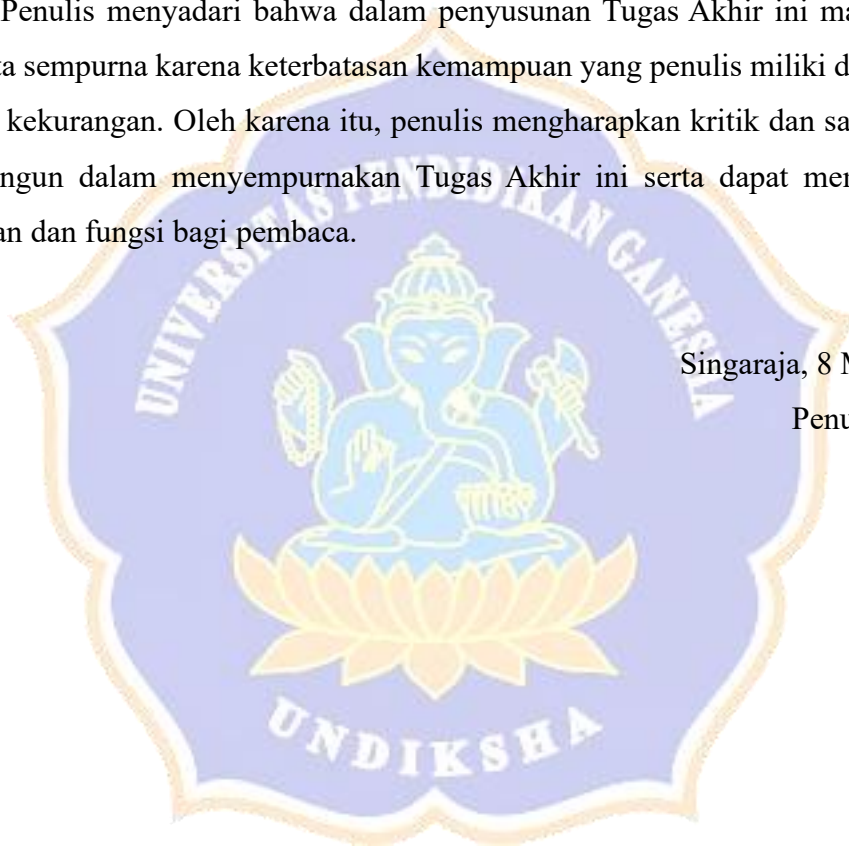 Penulis menyadari bahwa dalam penyusunan Tugas Akhir ini ma
ta sempurna karena keterbatasan kemampuan yang penulis miliki d
kekurangan. Oleh karena itu, penulis mengharapkan kritik dan sa
ngun dalam menyempurnakan Tugas Akhir ini serta dapat mer
an dan fungsi bagi pembaca.
UNIVERSITAS PENDIDIKAN GANESHA
Singaraja, 8 M
Penu
UNDIKSHA